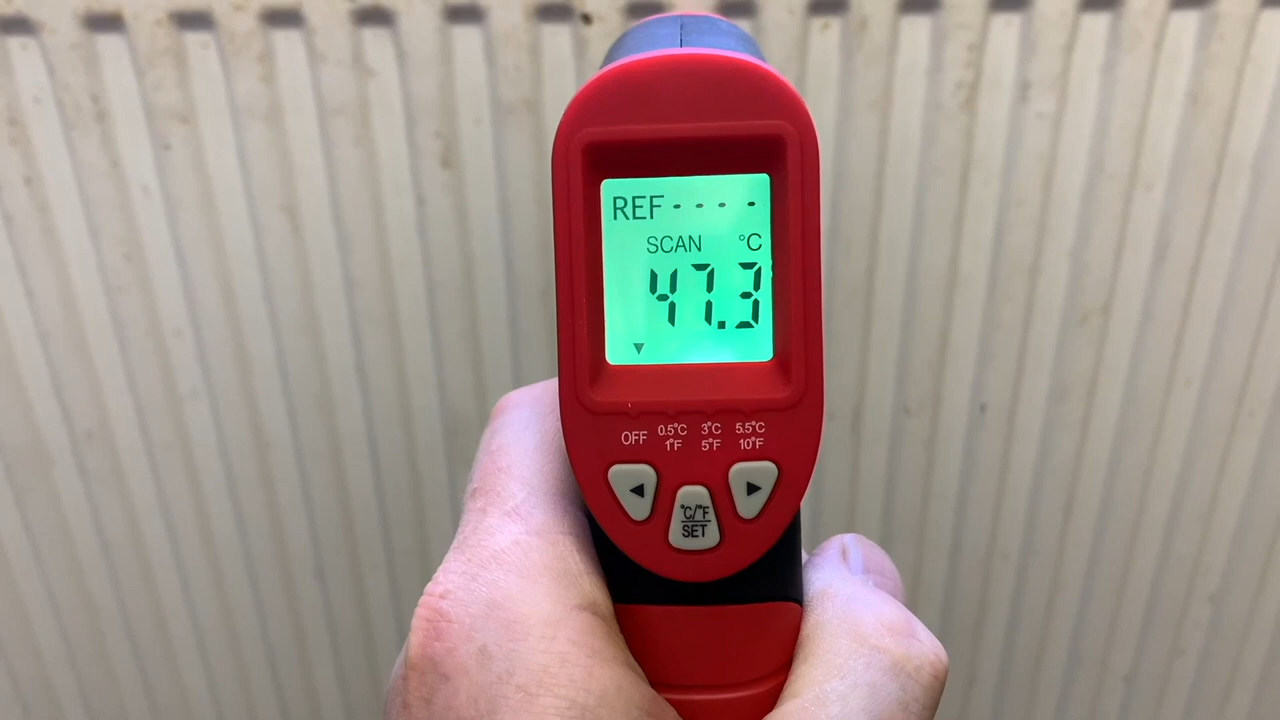 REF- - - -
SCAN °C
47.3
OFF 0.5°C 3°C 5.5°C
1°F 5°F 10°F
°C/°F
SET